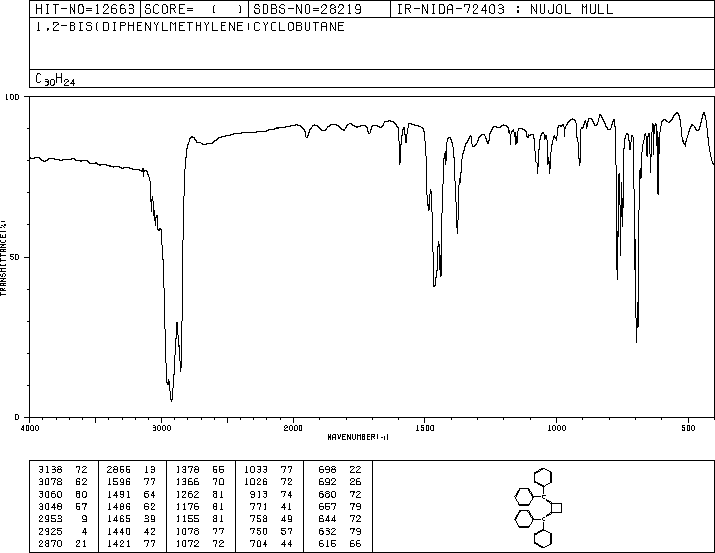 HIT-NO=12663 SCORE= ( ) SDBS-NO=28219 IR-NIDA-72403 : NUJOL MULL
1,2-BIS(DIPHENYLMETHYLENE)CYCLOBUTANE
C30H24
100
50
0
TRANSMITTANCE(%)
4000 3000 2000 1500 1000 500
WAVENUMBER(-1)
3138 72 2866 13 1378 55 1033 77 698 22
3078 62 1596 77 1366 70 1026 72 692 26
3060 60 1491 64 1262 81 913 74 680 72
3048 57 1486 62 1176 81 771 41 657 79
2953 9 1465 39 1155 81 758 49 644 72
2925 4 1440 42 1078 77 750 57 632 79
2870 21 1421 77 1072 72 704 44 616 66
C
C